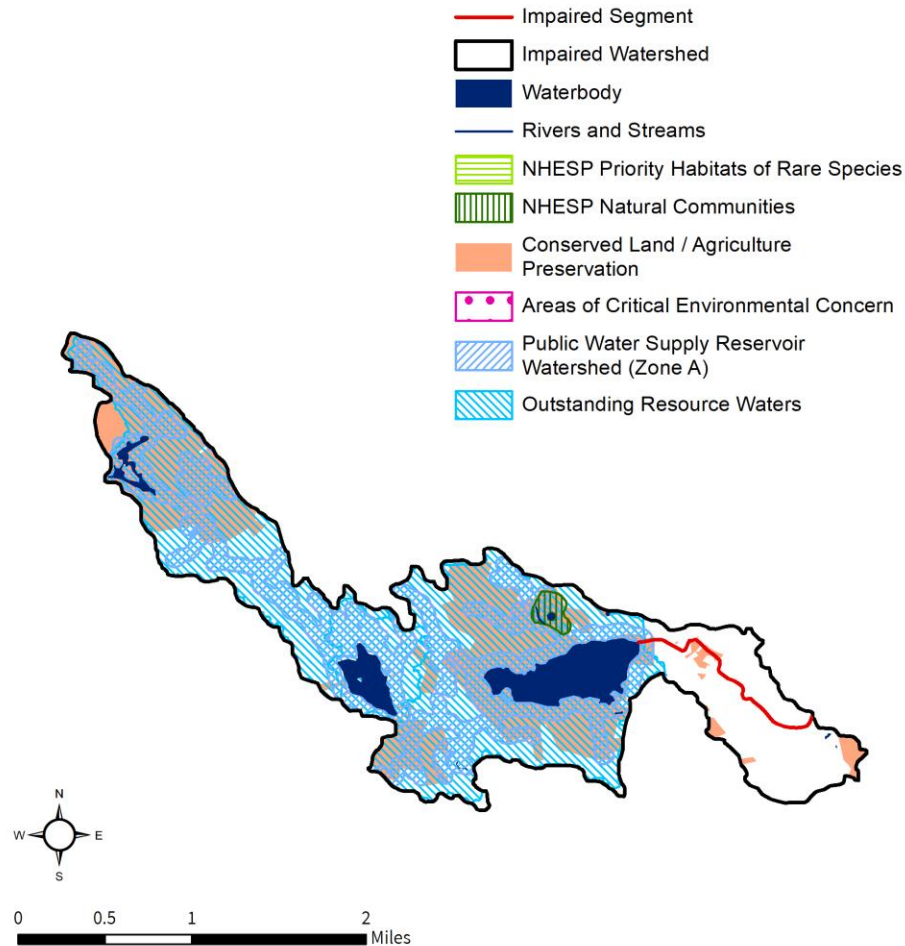 Impaired Segment
Impaired Watershed
Waterbody
Rivers and Streams
NHESP Priority Habitats of Rare Species
NHESP Natural Communities
Conserved Land / Agriculture
Preservation
Areas of Critical Environmental Concern
Public Water Supply Reservoir
Watershed (Zone A)
Outstanding Resource Waters
N
W E
S
0 0.5 1 2
Miles